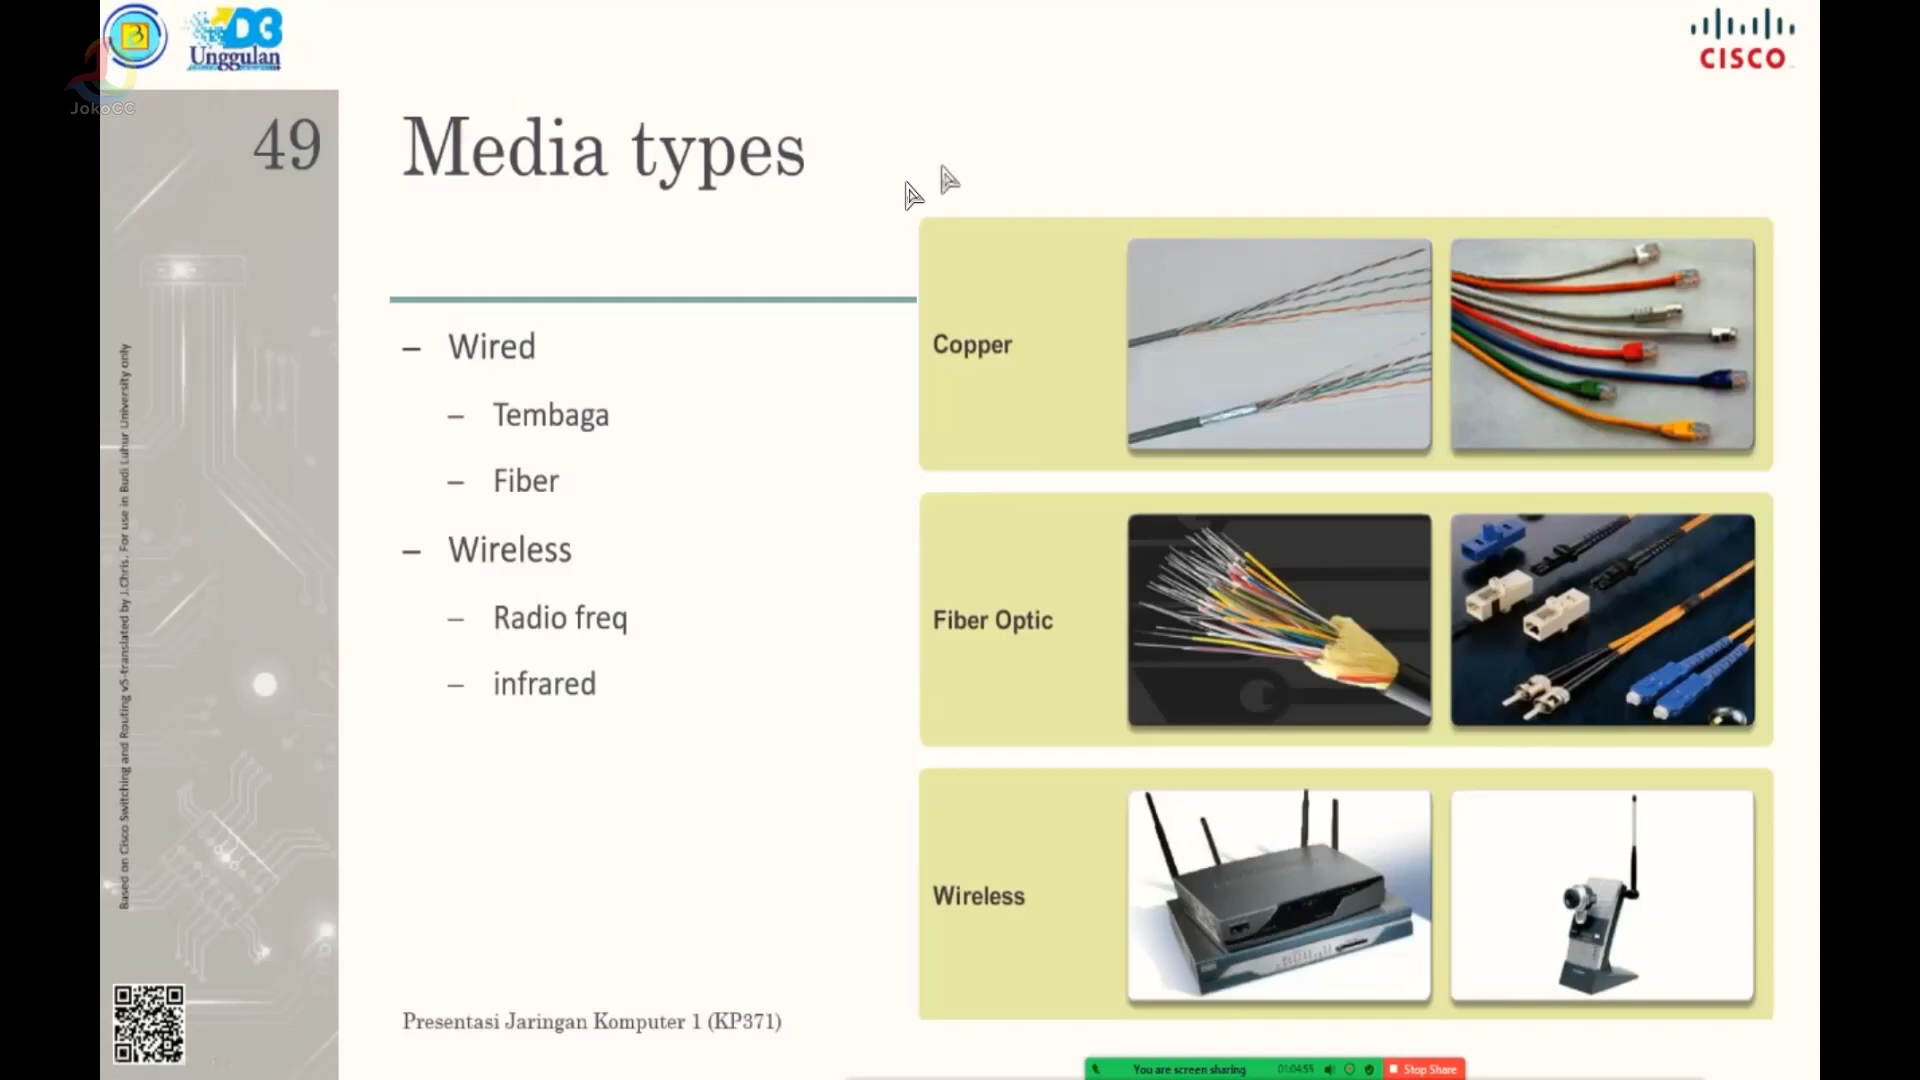 D3
Unggulan
CISCO
JokoCC
49
Media types
– Wired
– Tembaga
– Fiber
– Wireless
– Radio freq
– infrared
Copper
Fiber Optic
Wireless
Based on Cisco Switching and Routing v5-translated by J.Chris. For use in Budi Luhur University only
Presentasi Jaringan Komputer 1 (KP371)
You are screen sharing 01:04:55 Stop Share